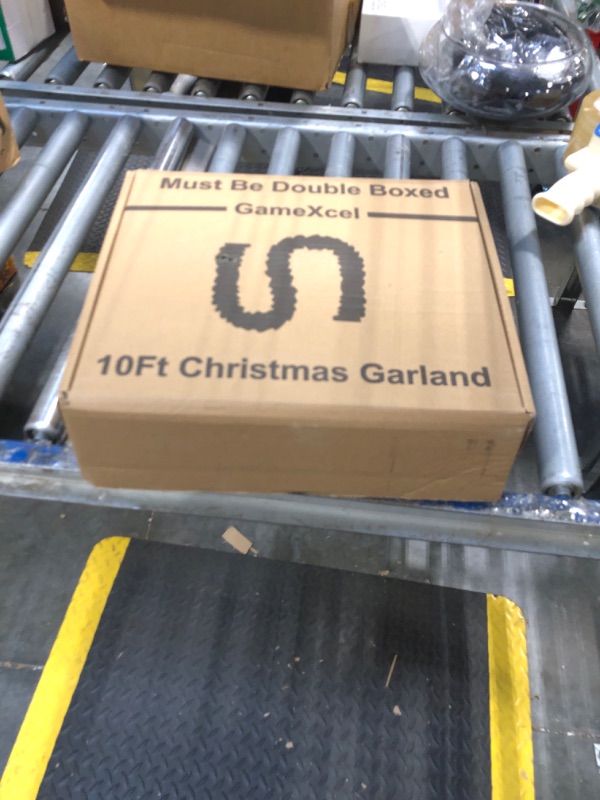 Must Be Double Boxed
GameXcel
10Ft Christmas Garland